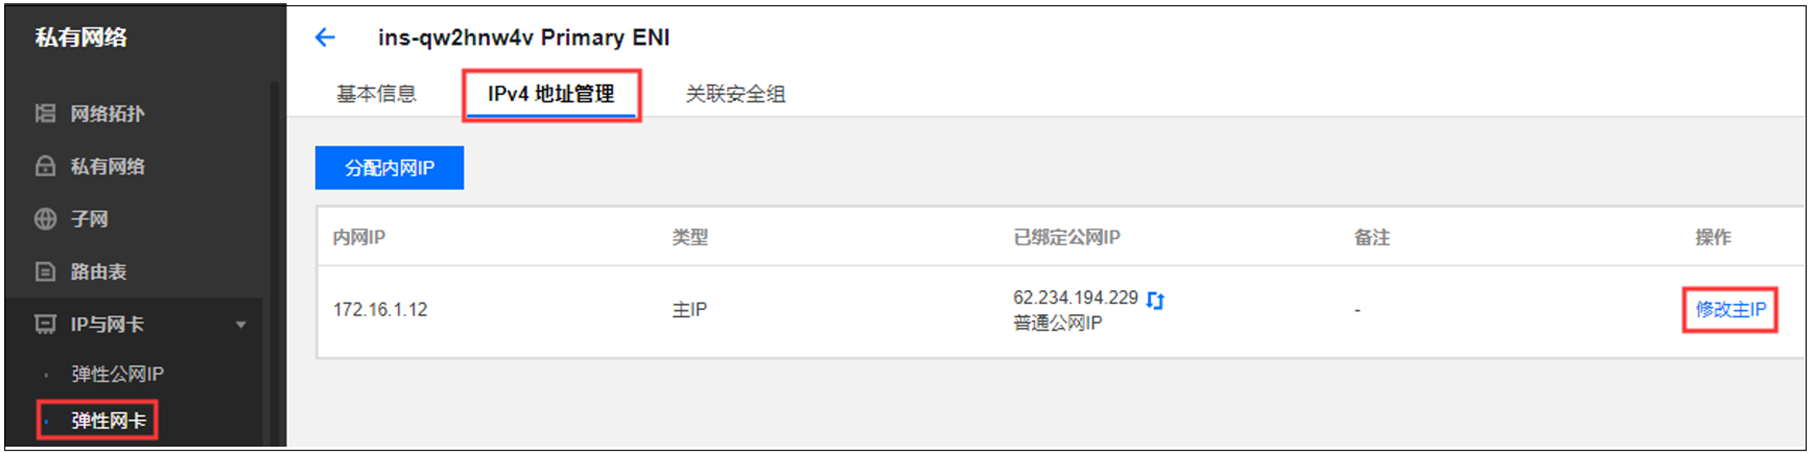 私有网络
网络拓扑
私有网络
子网
路由表
IP与网卡
弹性公网IP
弹性网卡
ins-qw2hnw4v Primary ENI
基本信息 IPv4 地址管理 关联安全组
分配内网IP
内网IP 类型 已绑定公网IP 备注 操作
172.16.1.12 主IP 62.234.194.229 - 修改主IP
普通公网IP